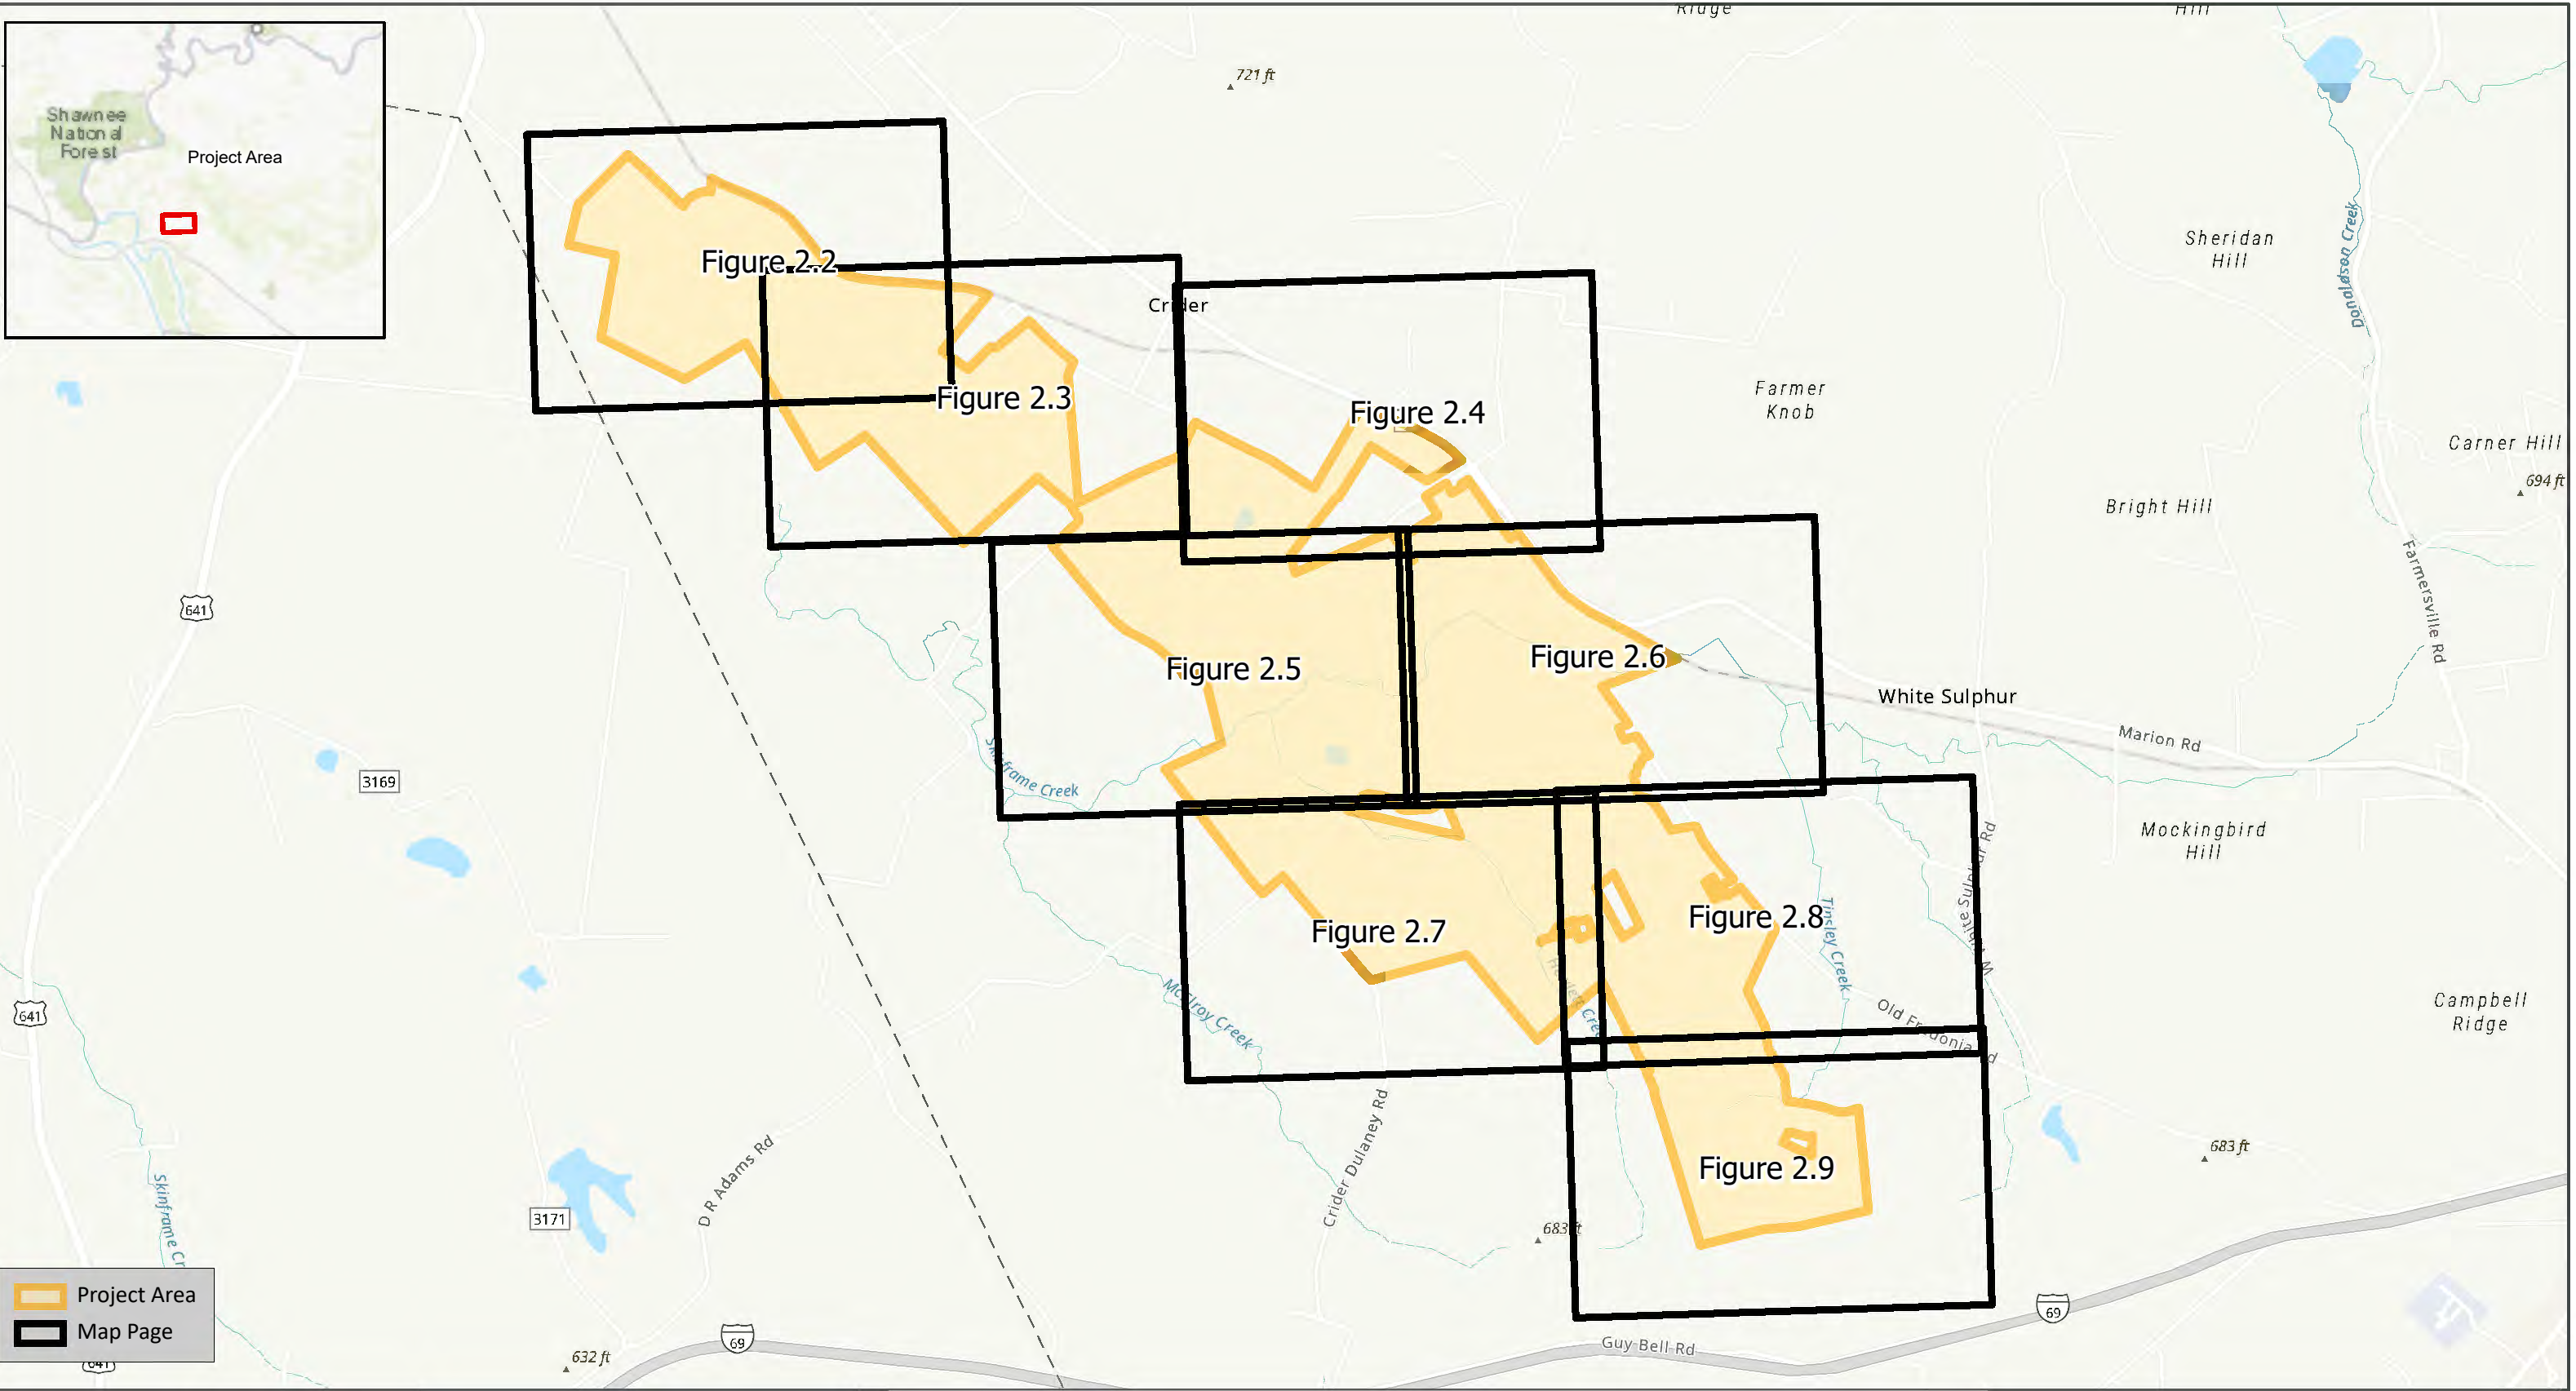 Ridge
Hill
721 ft
Shawnee
National
Forest
Project Area
Donaldson Creek
Sheridan
Hill
Figure 2.2
Crider
Farmer
Knob
Figure 2.3
Figure 2.4
Carner Hill
694 ft
Bright Hill
Farmersville Rd
641
Figure 2.5
Figure 2.6
White Sulphur
Marion Rd
Skinframe Creek
3169
Mockingbird
Hill
W White Sulphur Rd
Figure 2.7
Figure 2.8
Tinsley Creek
Campbell
Ridge
641
McElroy Creek
Old Fredonia Rd
Crider Dulaney Rd
D R Adams Rd
683 ft
Figure 2.9
Skinframe Cr
3171
683 ft
Project Area
Map Page
69
69
Guy Bell Rd
632 ft
641